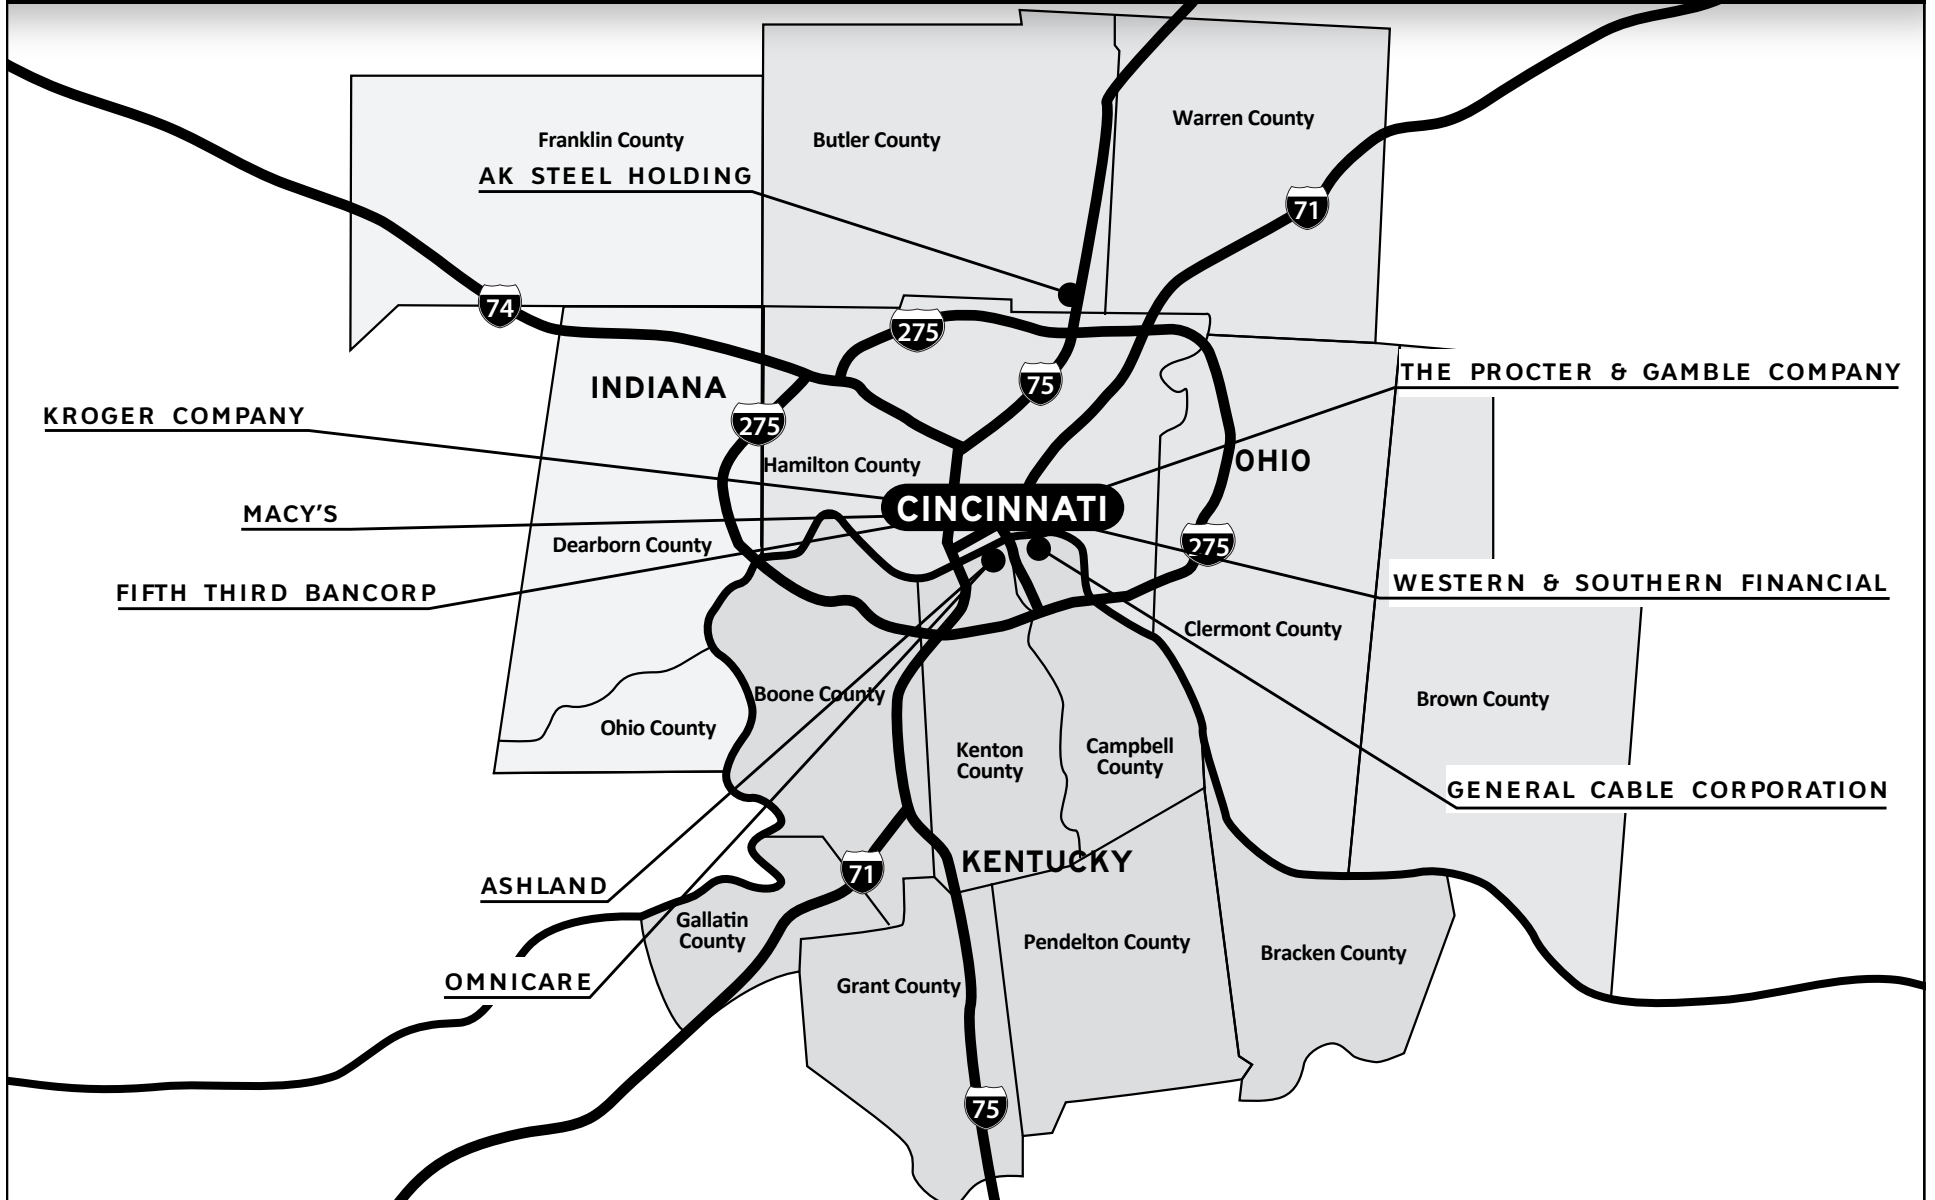 Warren County
Franklin County
Butler County
AK STEEL HOLDING
71
74
275
THE PROCTER & GAMBLE COMPANY
75
INDIANA
KROGER COMPANY
275
Hamilton County
OHIO
CINCINNATI
MACY'S
Dearborn County
275
FIFTH THIRD BANCORP
WESTERN & SOUTHERN FINANCIAL
Clermont County
Boone County
Brown County
Ohio County
Kenton
County
Campbell
County
GENERAL CABLE CORPORATION
KENTUCKY
71
ASHLAND
Gallatin
County
Pendelton County
Bracken County
OMNICARE
Grant County
75